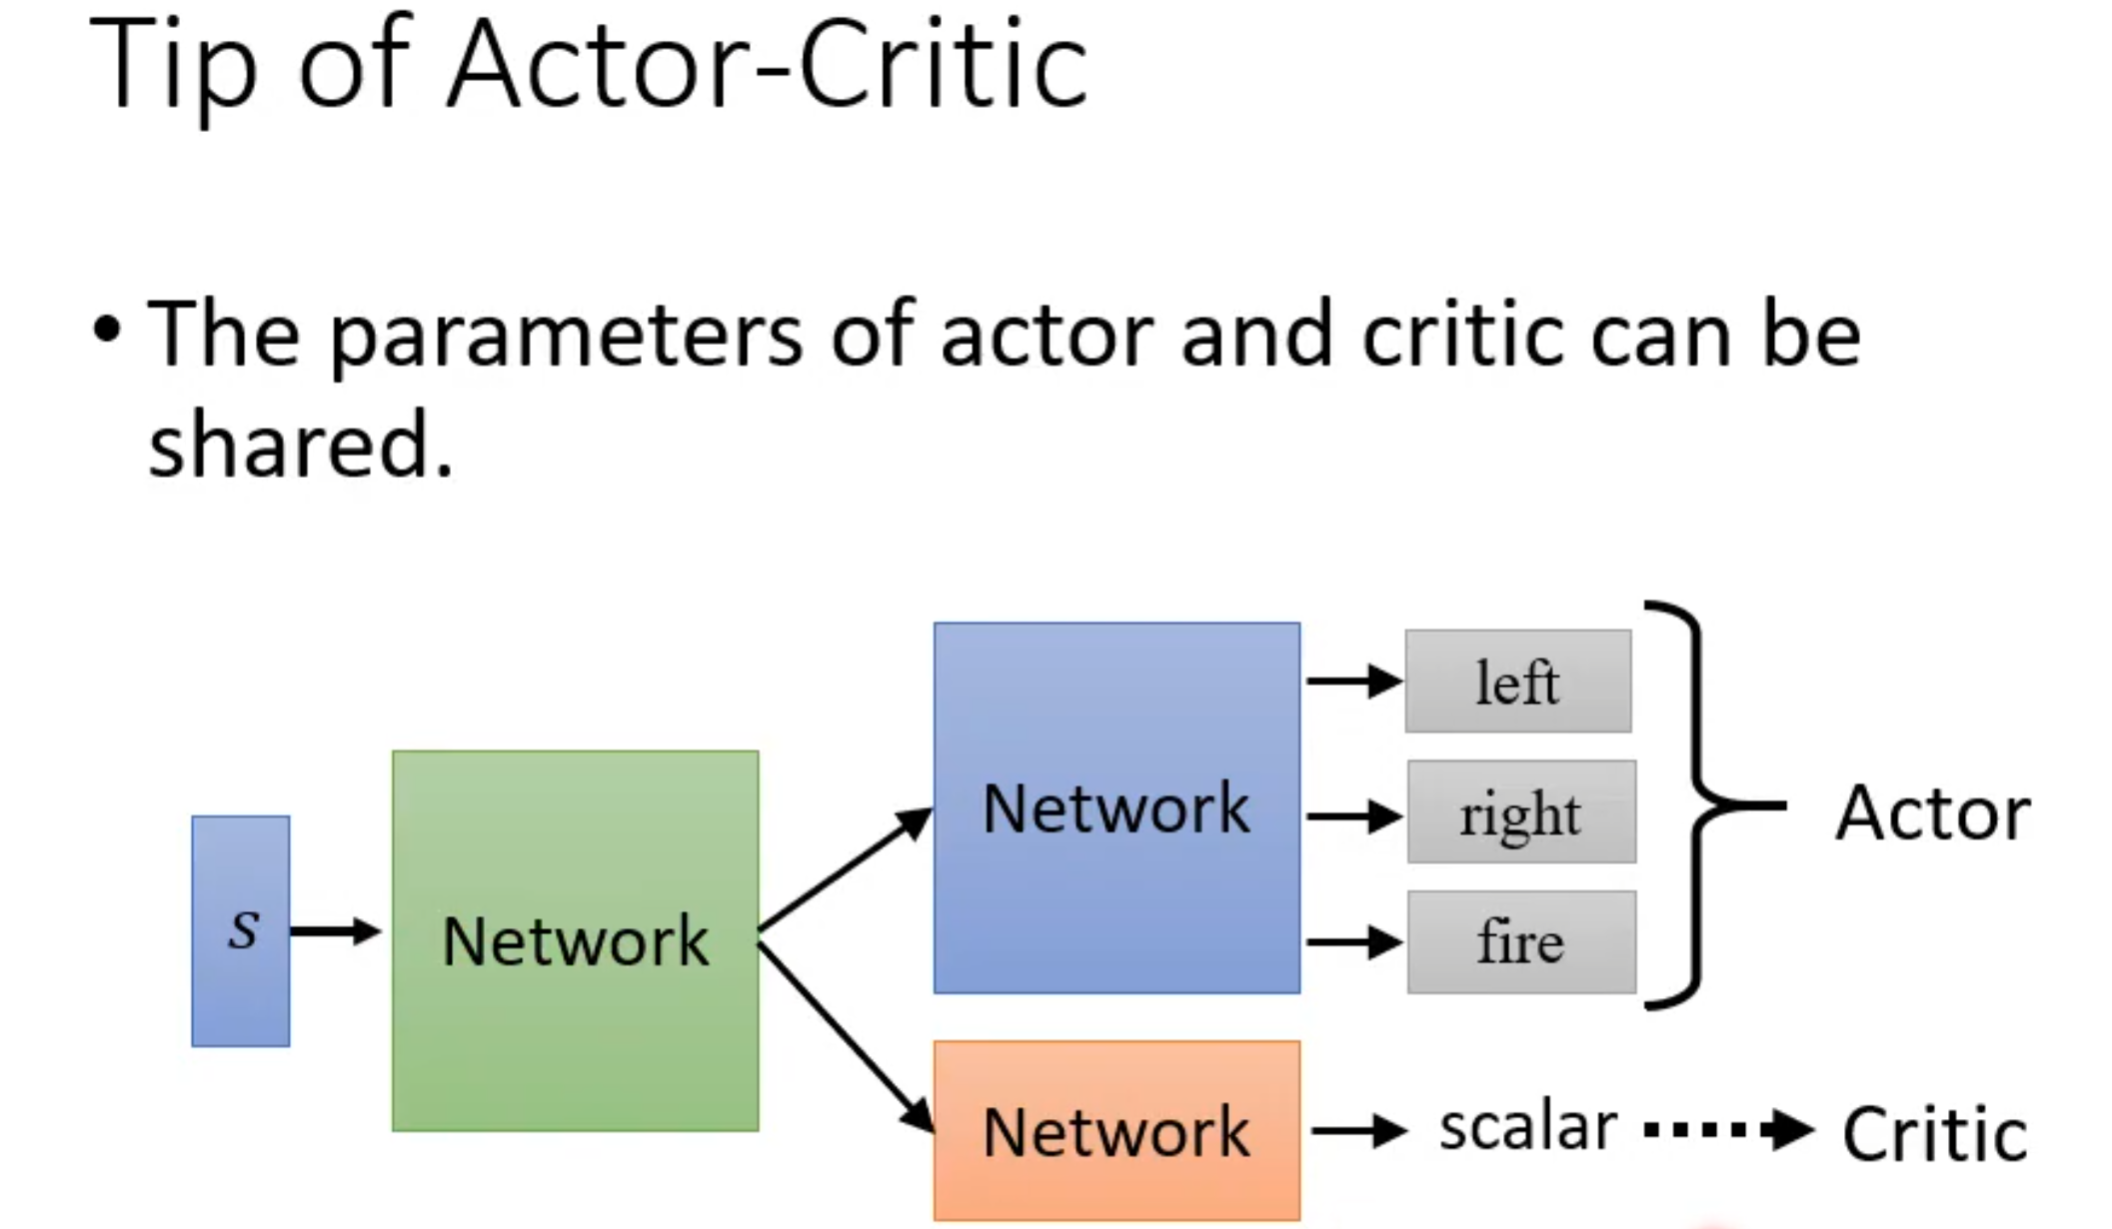 Tip of Actor-Critic
• The parameters of actor and critic can be
shared.
s
Network
Network
left
right
fire
Actor
Network
scalar
Critic